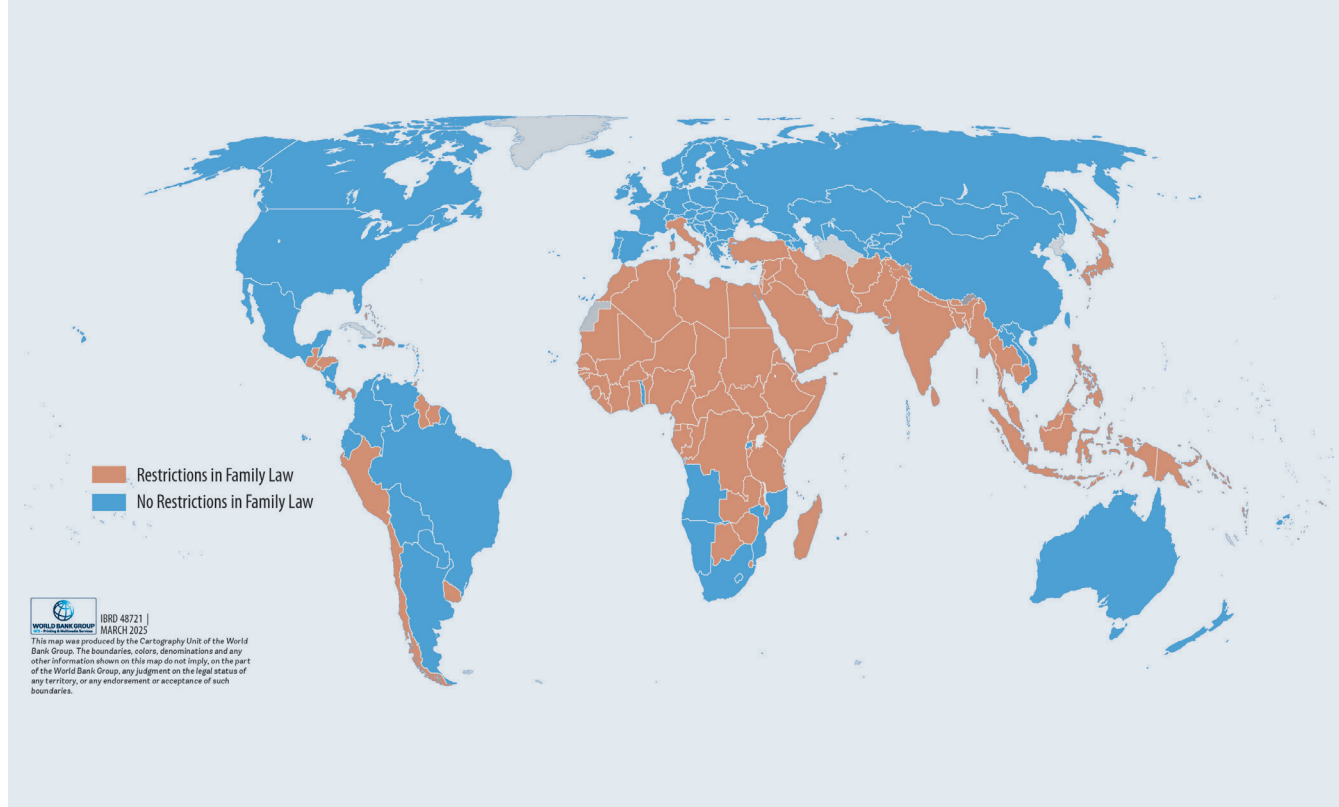 Restrictions in Family Law
No Restrictions in Family Law
WORLD BANK GROUP
Printing & Multimedia Services
IBRD 48721 |
MARCH 2025
This map was produced by the Cartography Unit of the World
Bank Group. The boundaries, colors, denominations and any
other information shown on this map do not imply, on the part
of the World Bank Group, any judgment on the legal status of
any territory, or any endorsement or acceptance of such
boundaries.